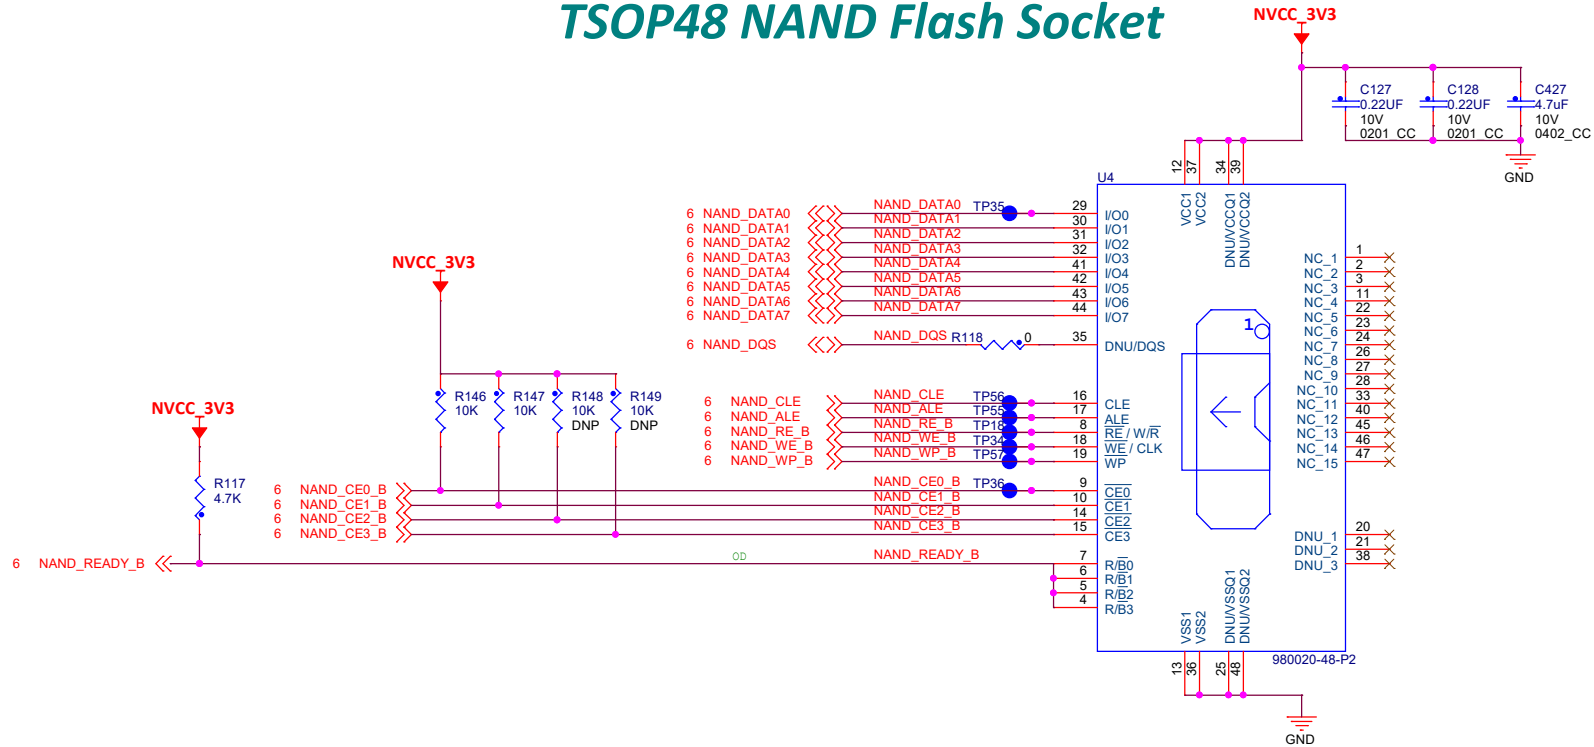 TSOP48 NAND Flash Socket
NVCC_3V3
C127
0.22UF
10V
0201_CC
C128
0.22UF
10V
0201_CC
C427
4.7uF
10V
0402_CC
GND
U4
12
37
34
39
VCC1
VCC2
DNU/VCCQ1
DNU/VCCQ2
6 NAND_DATA0 NAND_DATA0 TP35 29 I/O0
6 NAND_DATA1 NAND_DATA1 30 I/O1
6 NAND_DATA2 NAND_DATA2 31 I/O2
6 NAND_DATA3 NAND_DATA3 32 I/O3
6 NAND_DATA4 NAND_DATA4 41 I/O4
6 NAND_DATA5 NAND_DATA5 42 I/O5
6 NAND_DATA6 NAND_DATA6 43 I/O6
6 NAND_DATA7 NAND_DATA7 44 I/O7
6 NAND_DQS NAND_DQS R118 0 35 DNU/DQS
NVCC_3V3
R146
10K
R147
10K
R148
10K
DNP
R149
10K
DNP
6 NAND_CLE NAND_CLE TP56 16 CLE
6 NAND_ALE NAND_ALE TP55 17 ALE
6 NAND_RE_B NAND_RE_B TP18 8 RE / W/R
6 NAND_WE_B NAND_WE_B TP34 18 WE / CLK
6 NAND_WP_B NAND_WP_B TP57 19 WP
NVCC_3V3
R117
4.7K
6 NAND_CE0_B NAND_CE0_B TP36 9 CE0
6 NAND_CE1_B NAND_CE1_B 10 CE1
6 NAND_CE2_B NAND_CE2_B 14 CE2
6 NAND_CE3_B NAND_CE3_B 15 CE3
6 NAND_READY_B OD NAND_READY_B 7 R/B0
6 R/B1
5 R/B2
4 R/B3
1
NC_1 1
NC_2 2
NC_3 3
NC_4 11
NC_5 22
NC_6 23
NC_7 24
NC_8 26
NC_9 27
NC_10 28
NC_11 33
NC_12 40
NC_13 45
NC_14 46
NC_15 47
DNU_1 20
DNU_2 21
DNU_3 38
VSS1
VSS2
DNU/VSSQ1
DNU/VSSQ2
980020-48-P2
13
36
25
48
GND